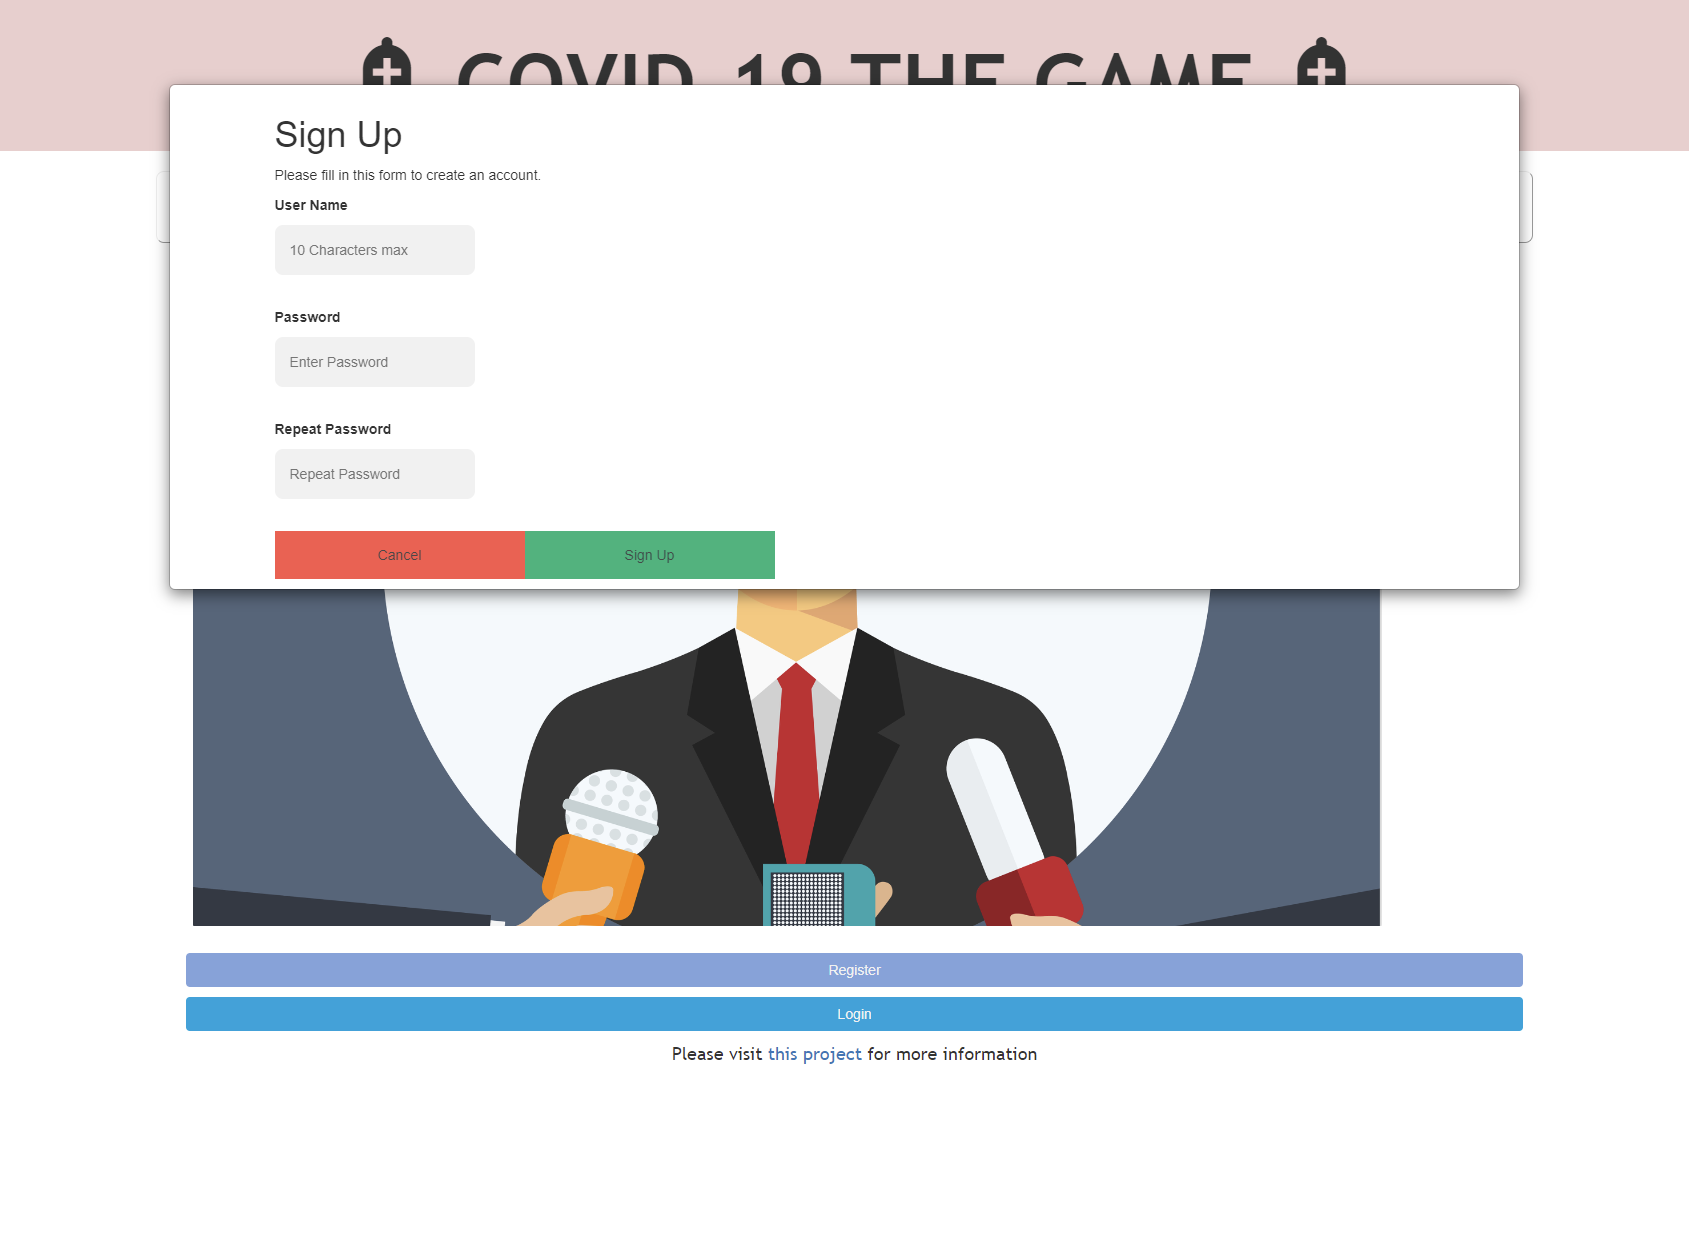 COVID 19 THE GAME
Sign Up
Please fill in this form to create an account.
User Name
10 Characters max
Password
Enter Password
Repeat Password
Repeat Password
Cancel
Sign Up
Register
Login
Please visit this project for more information